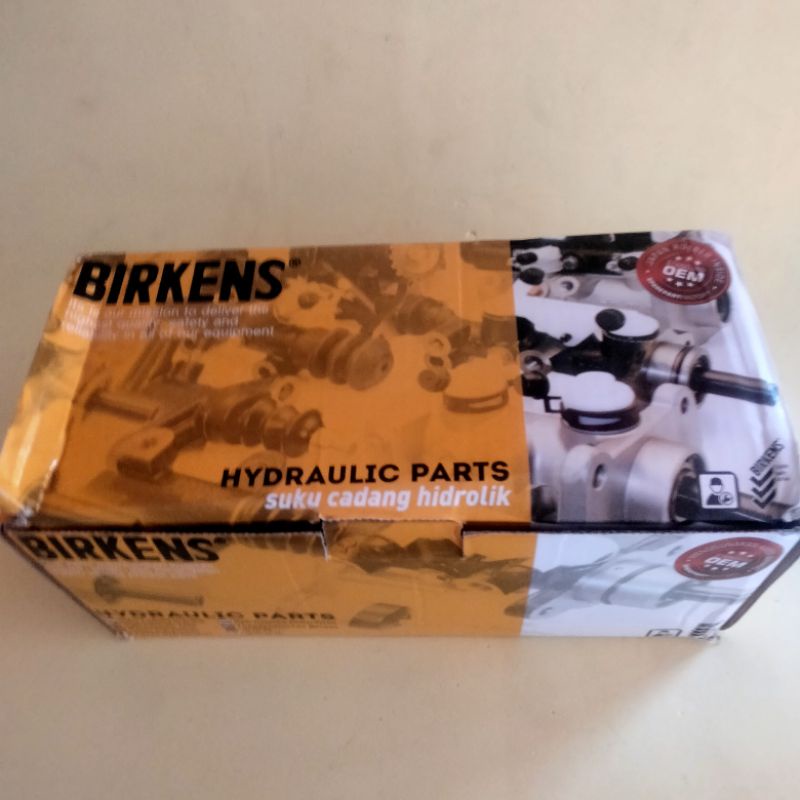 BIRKENS®
It is our mission to deliver the
highest quality, safety and
reliability in all of our equipment
OEM
HYDRAULIC PARTS
suku cadang hidrolik
BIRKENS
BIRKENS
HYDRAULIC PARTS
OEM